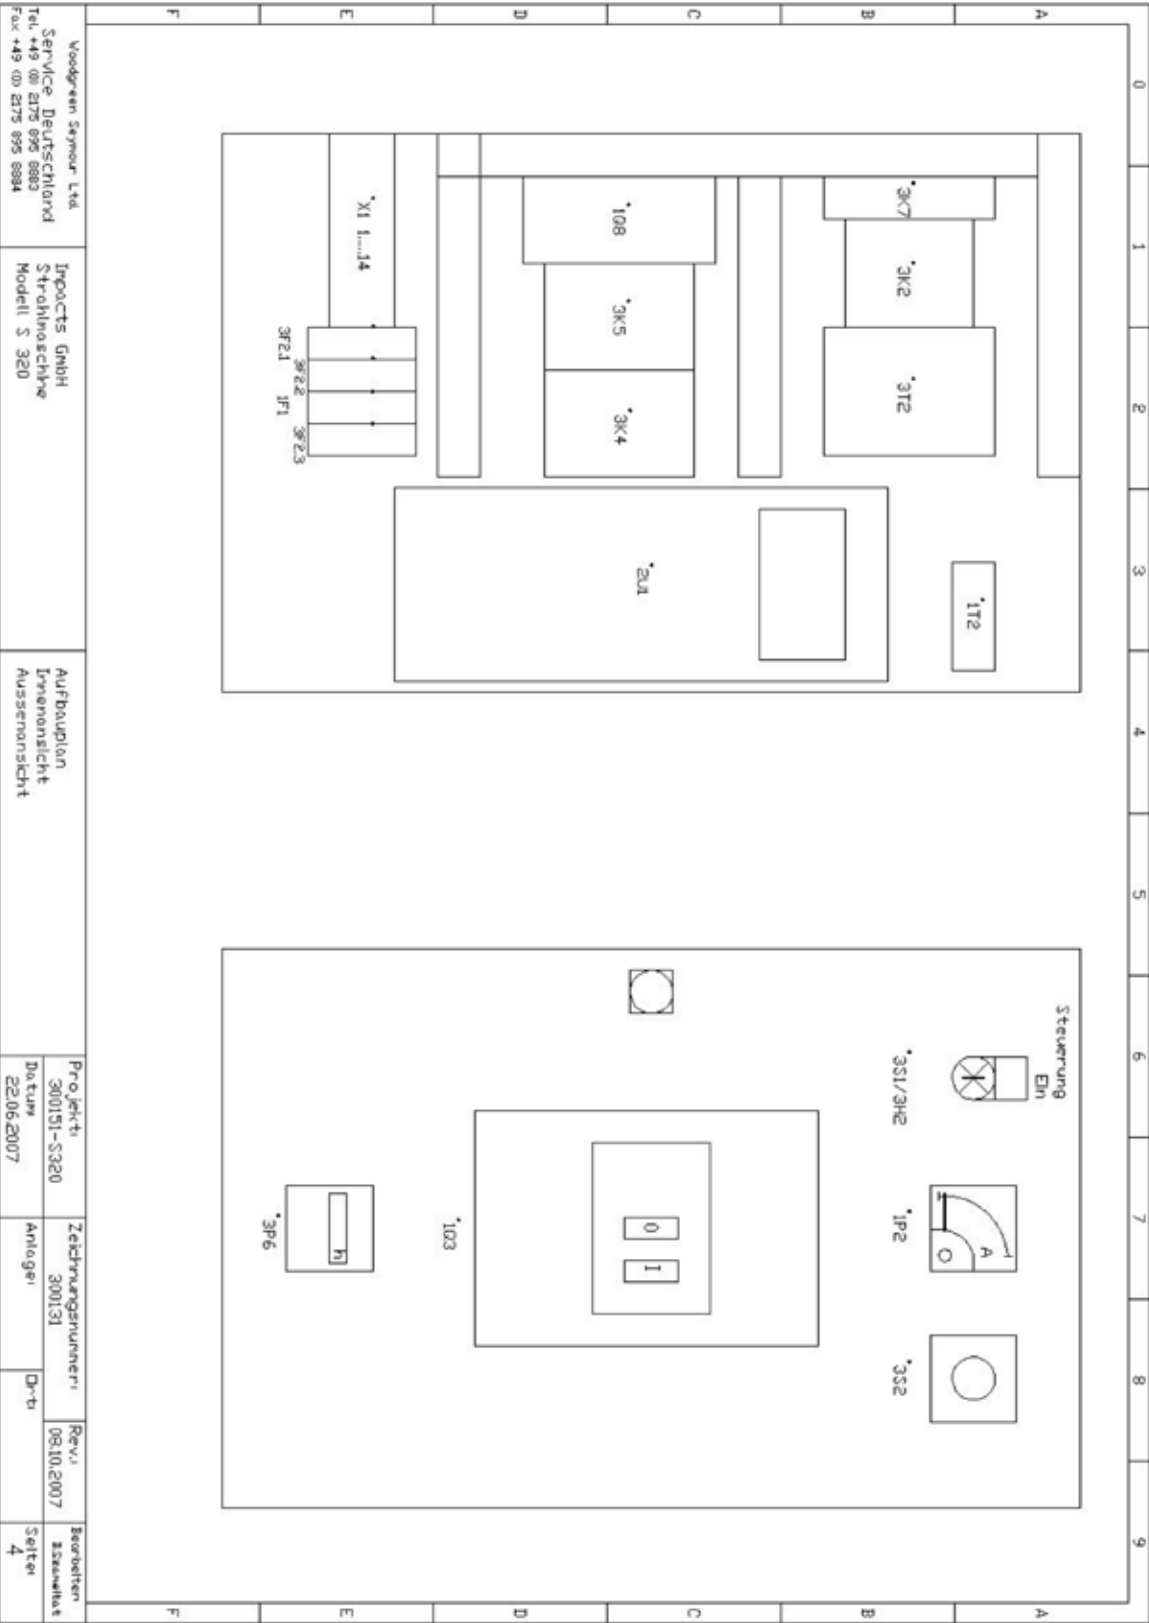 0 1 2 3 4 5 6 7 8 9
A A
B B
C C
D D
E E
F F
3K7
3K2
3T2
1T2
1Q8
3K5
3K4
2U1
X1 1....14
3F2.1
3F2.2
1F1
3F2.3
Steuerung
Ein
3S1/3H2
A
1P2
3S2
0 I
1Q3
h
3P6
Woodgreen Seymour Ltd.
Service Deutschland
Tel. +49 (0) 2175 895 8883
Fax +49 (0) 2175 895 8884
Impacts GmbH
Strahlmaschine
Modell S 320
Aufbauplan
Innenansicht
Aussenansicht
Projekt:
300151-S320
Datum
22.06.2007
Zeichnungsnummer:
300131
Anlage:
Ort:
Rev.:
08.10.2007
Bearbeiter:
Seite:
4